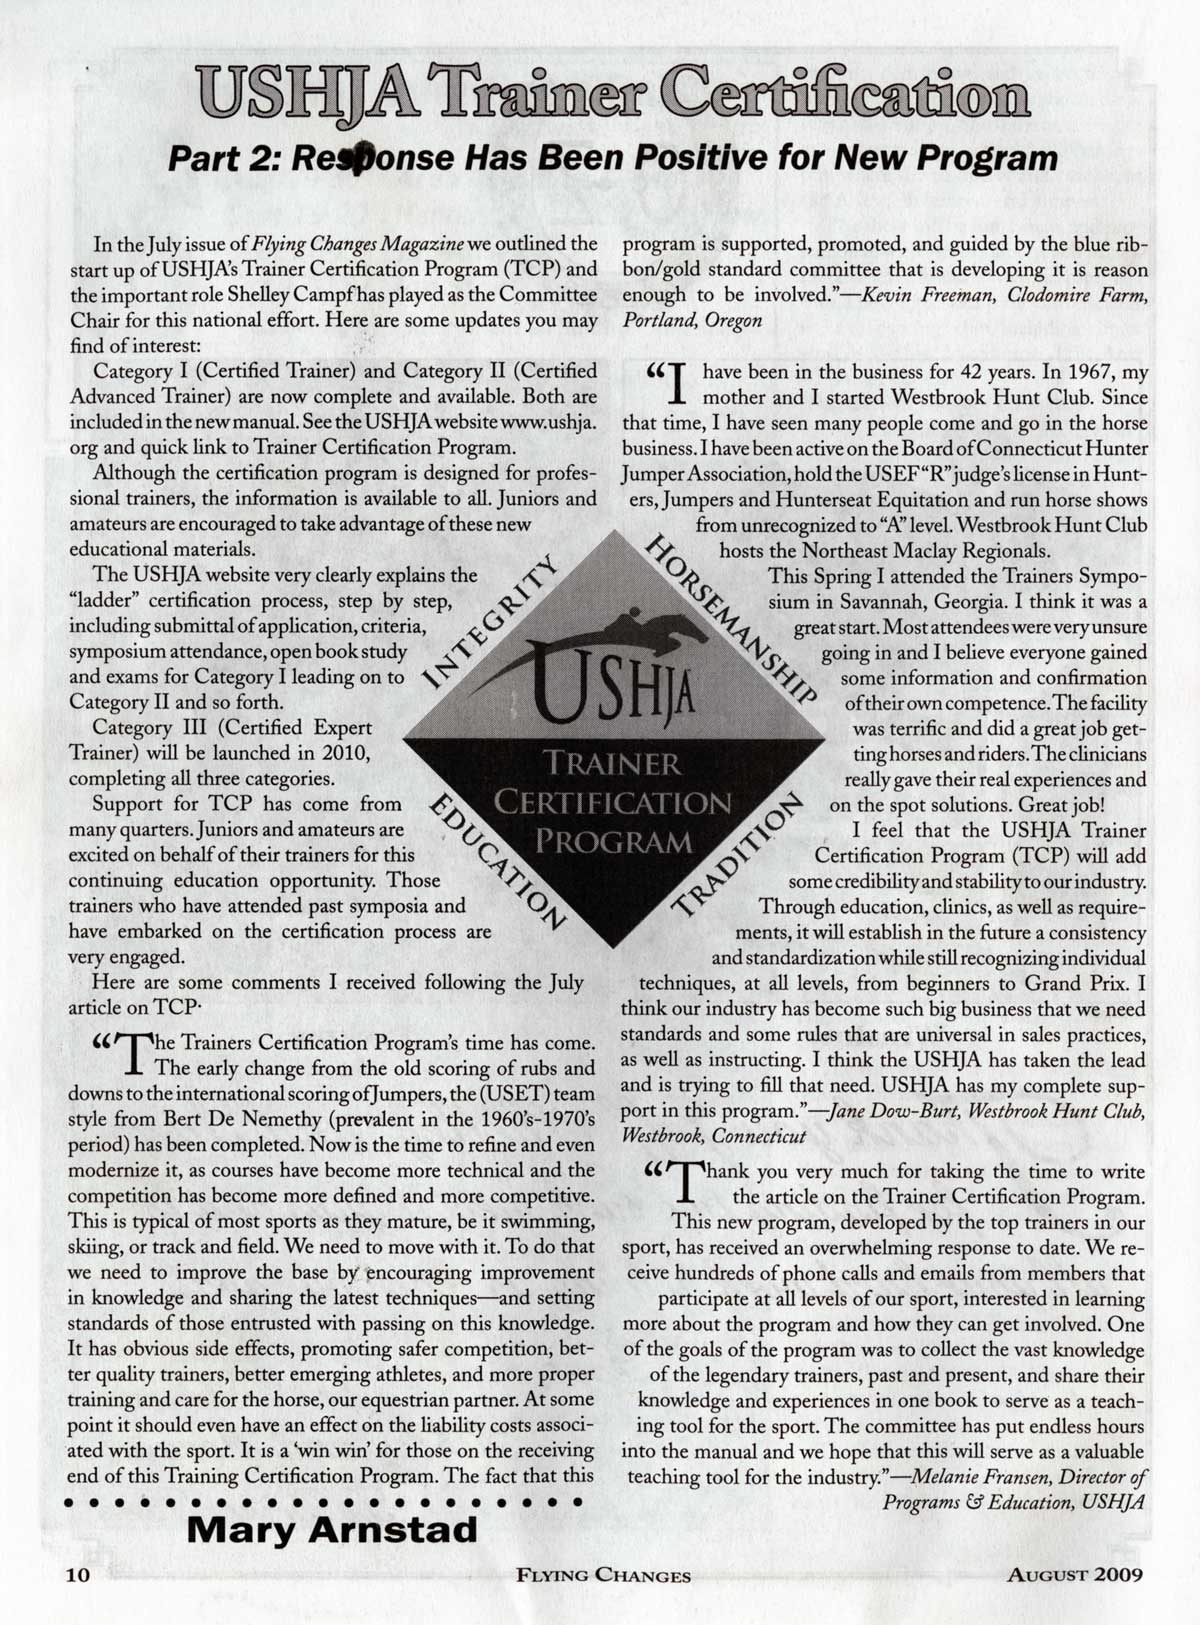 USHJA Trainer Certification
Part 2: Response Has Been Positive for New Program
In the July issue of Flying Changes Magazine we outlined the
start up of USHJA's Trainer Certification Program (TCP) and
the important role Shelley Campf has played as the Committee
Chair for this national effort. Here are some updates you may
find of interest:
Category I (Certified Trainer) and Category II (Certified
Advanced Trainer) are now complete and available. Both are
included in the new manual. See the USHJA website www.ushja.
org and quick link to Trainer Certification Program.
Although the certification program is designed for profes-
sional trainers, the information is available to all. Juniors and
amateurs are encouraged to take advantage of these new
educational materials.
The USHJA website very clearly explains the
"ladder" certification process, step by step,
including submittal of application, criteria,
symposium attendance, open book study
and exams for Category I leading on to
Category II and so forth.
Category III (Certified Expert
Trainer) will be launched in 2010,
completing all three categories.
Support for TCP has come from
many quarters. Juniors and amateurs are
excited on behalf of their trainers for this
continuing education opportunity. Those
trainers who have attended past symposia and
have embarked on the certification process are
very engaged.
Here are some comments I received following the July
article on TCP·
"The Trainers Certification Program's time has come.
The early change from the old scoring of rubs and
downs to the international scoring of Jumpers, the (USET) team
style from Bert De Nemethy (prevalent in the 1960's-1970's
period) has been completed. Now is the time to refine and even
modernize it, as courses have become more technical and the
competition has become more defined and more competitive.
This is typical of most sports as they mature, be it swimming,
skiing, or track and field. We need to move with it. To do that
we need to improve the base by encouraging improvement
in knowledge and sharing the latest techniques—and setting
standards of those entrusted with passing on this knowledge.
It has obvious side effects, promoting safer competition, bet-
ter quality trainers, better emerging athletes, and more proper
training and care for the horse, our equestrian partner. At some
point it should even have an effect on the liability costs associ-
ated with the sport. It is a 'win win' for those on the receiving
end of this Training Certification Program. The fact that this
program is supported, promoted, and guided by the blue rib-
bon/gold standard committee that is developing it is reason
enough to be involved."—Kevin Freeman, Clodomire Farm,
Portland, Oregon
"I have been in the business for 42 years. In 1967, my
mother and I started Westbrook Hunt Club. Since
that time, I have seen many people come and go in the horse
business. I have been active on the Board of Connecticut Hunter
Jumper Association, hold the USEF "R" judge's license in Hunt-
ers, Jumpers and Hunterseat Equitation and run horse shows
from unrecognized to "A" level. Westbrook Hunt Club
hosts the Northeast Maclay Regionals.
This Spring I attended the Trainers Sympo-
sium in Savannah, Georgia. I think it was a
great start. Most attendees were very unsure
going in and I believe everyone gained
some information and confirmation
of their own competence. The facility
was terrific and did a great job get-
ting horses and riders. The clinicians
really gave their real experiences and
on the spot solutions. Great job!
I feel that the USHJA Trainer
Certification Program (TCP) will add
some credibility and stability to our industry.
Through education, clinics, as well as require-
ments, it will establish in the future a consistency
and standardization while still recognizing individual
techniques, at all levels, from beginners to Grand Prix. I
think our industry has become such big business that we need
standards and some rules that are universal in sales practices,
as well as instructing. I think the USHJA has taken the lead
and is trying to fill that need. USHJA has my complete sup-
port in this program."—Jane Dow-Burt, Westbrook Hunt Club,
Westbrook, Connecticut
"Thank you very much for taking the time to write
the article on the Trainer Certification Program.
This new program, developed by the top trainers in our
sport, has received an overwhelming response to date. We re-
ceive hundreds of phone calls and emails from members that
participate at all levels of our sport, interested in learning
more about the program and how they can get involved. One
of the goals of the program was to collect the vast knowledge
of the legendary trainers, past and present, and share their
knowledge and experiences in one book to serve as a teach-
ing tool for the sport. The committee has put endless hours
into the manual and we hope that this will serve as a valuable
teaching tool for the industry."—Melanie Fransen, Director of
Programs & Education, USHJA
INTEGRITY
HORSEMANSHIP
USHJA
TRAINER
CERTIFICATION
PROGRAM
EDUCATION
TRADITION
Mary Arnstad
10
FLYING CHANGES
AUGUST 2009